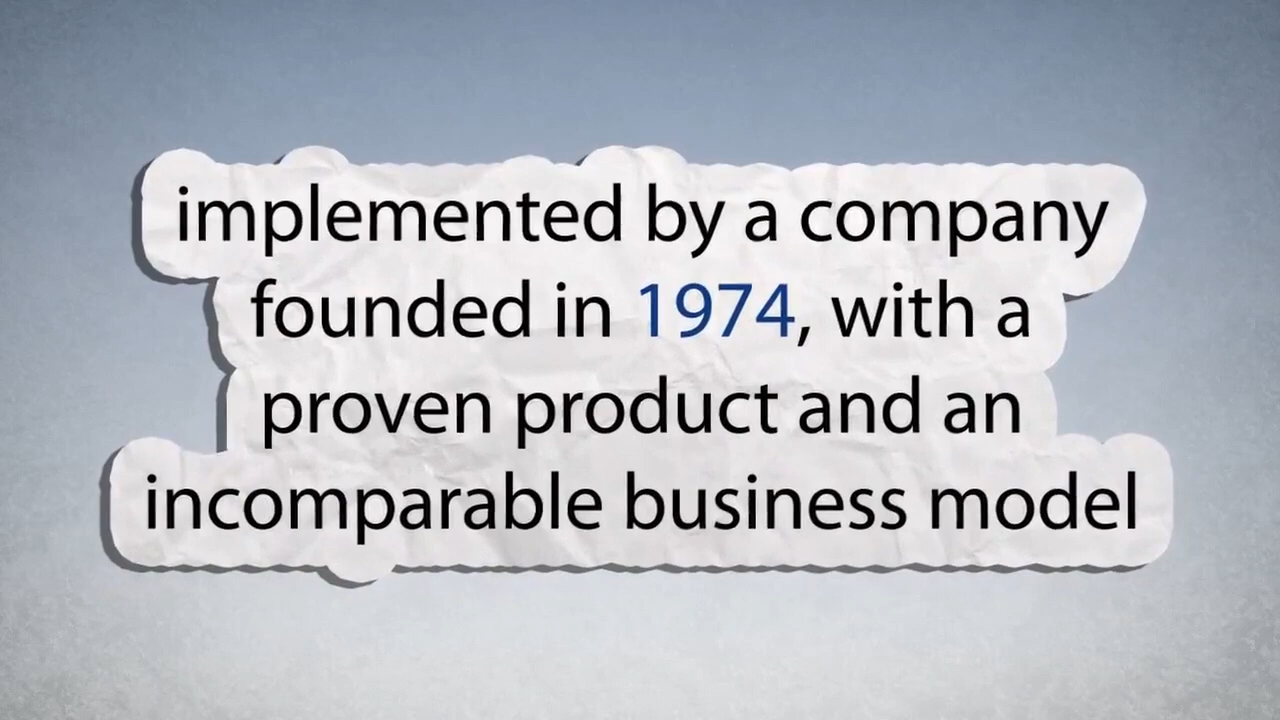 implemented by a company
founded in 1974, with a
proven product and an
incomparable business model